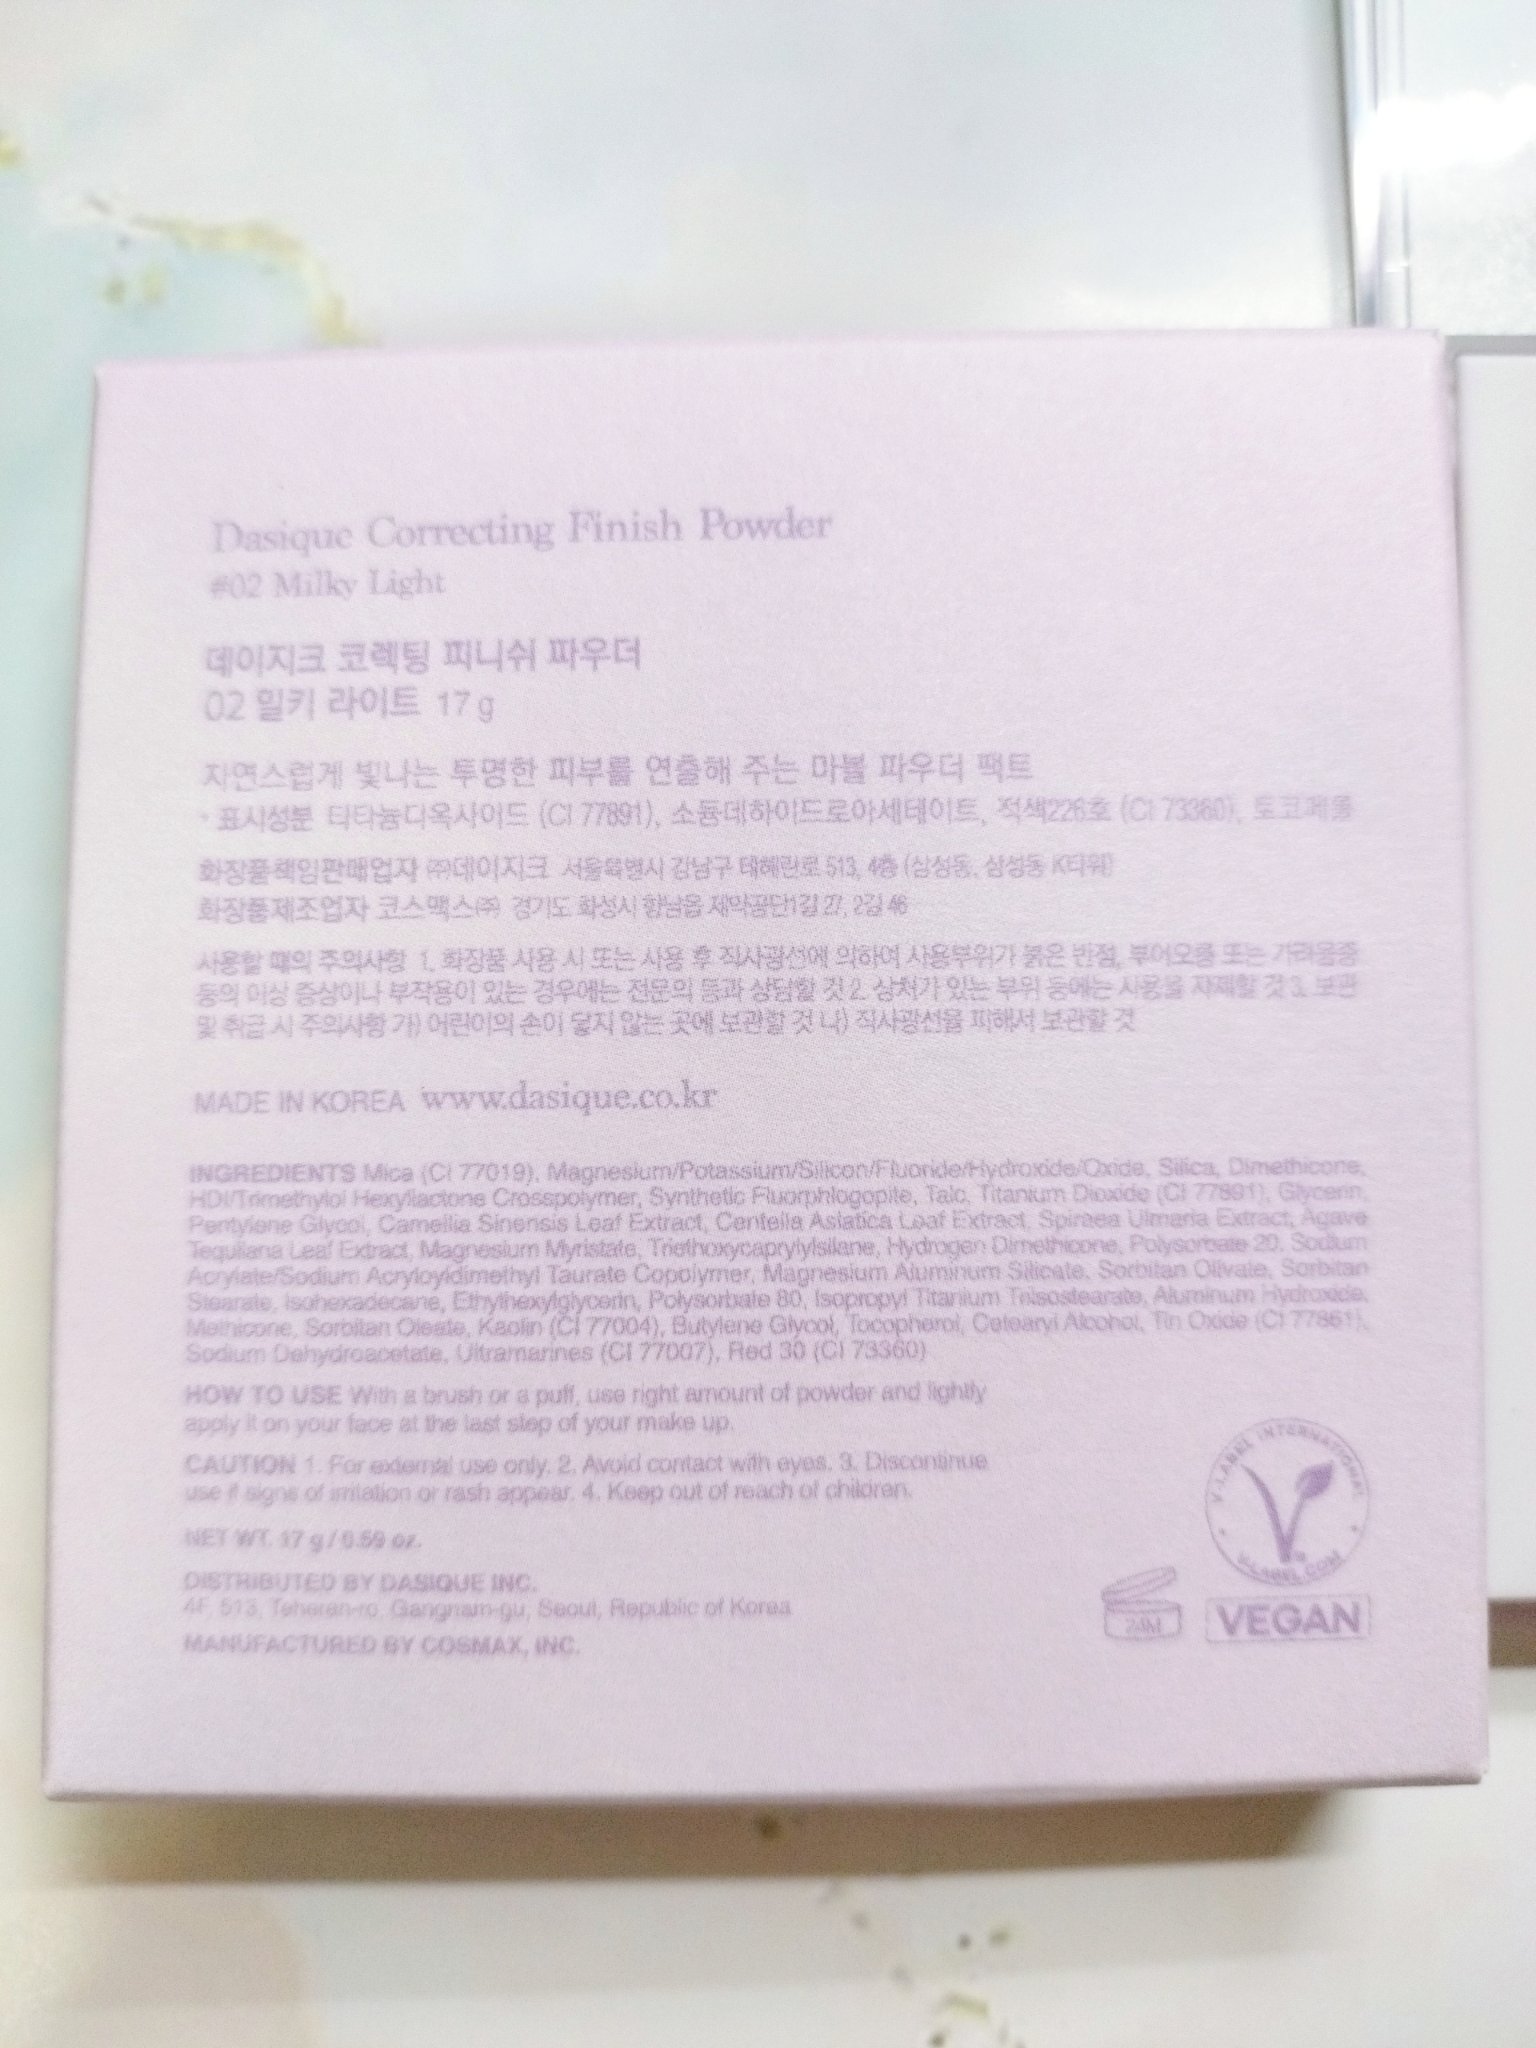 Dasique Correcting Finish Powder
#02 Milky Light
데이지크 코렉팅 피니쉬 파우더
02 밀키 라이트 17 g
자연스럽게 빛나는 투명한 피부를 연출해 주는 마블 파우더 팩트
• 표시성분 티타늄디옥사이드 (CI 77891), 소듐데하이드로아세테이트, 적색226호 (CI 73360), 토코페롤
화장품책임판매업자 ㈜데이지크 서울특별시 강남구 테헤란로 513, 4층 (삼성동, 삼성동 K타워)
화장품제조업자 코스맥스㈜ 경기도 화성시 향남읍 제약공단1길 27, 2길 46
사용할 때의 주의사항 1. 화장품 사용 시 또는 사용 후 직사광선에 의하여 사용부위가 붉은 반점, 부어오름 또는 가려움증
등의 이상 증상이나 부작용이 있는 경우에는 전문의 등과 상담할 것 2. 상처가 있는 부위 등에는 사용을 자제할 것 3. 보관
및 취급 시 주의사항 가) 어린이의 손이 닿지 않는 곳에 보관할 것 나) 직사광선을 피해서 보관할 것
MADE IN KOREA www.dasique.co.kr
INGREDIENTS Mica (CI 77019), Magnesium/Potassium/Silicon/Fluoride/Hydroxide/Oxide, Silica, Dimethicone,
HDI/Trimethylol Hexyllactone Crosspolymer, Synthetic Fluorphlogopite, Talc, Titanium Dioxide (CI 77891), Glycerin,
Pentylene Glycol, Camellia Sinensis Leaf Extract, Centella Asiatica Leaf Extract, Spiraea Ulmaria Extract, Agave
Tequilana Leaf Extract, Magnesium Myristate, Triethoxycaprylylsilane, Hydrogen Dimethicone, Polysorbate 20, Sodium
Acrylate/Sodium Acryloyldimethyl Taurate Copolymer, Magnesium Aluminum Silicate, Sorbitan Olivate, Sorbitan
Stearate, Isohexadecane, Ethylhexylglycerin, Polysorbate 80, Isopropyl Titanium Triisostearate, Aluminum Hydroxide,
Methicone, Sorbitan Oleate, Kaolin (CI 77004), Butylene Glycol, Tocopherol, Cetearyl Alcohol, Tin Oxide (CI 77861),
Sodium Dehydroacetate, Ultramarines (CI 77007), Red 30 (CI 73360)
HOW TO USE With a brush or a puff, use right amount of powder and lightly
apply it on your face at the last step of your make up.
CAUTION 1. For external use only. 2. Avoid contact with eyes. 3. Discontinue
use if signs of irritation or rash appear. 4. Keep out of reach of children.
NET WT. 17 g / 0.59 oz.
DISTRIBUTED BY DASIQUE INC.
4F, 513, Teheran-ro, Gangnam-gu, Seoul, Republic of Korea
MANUFACTURED BY COSMAX, INC.
24M
V-LABEL INTERNATIONAL
V-LABEL.COM
VEGAN